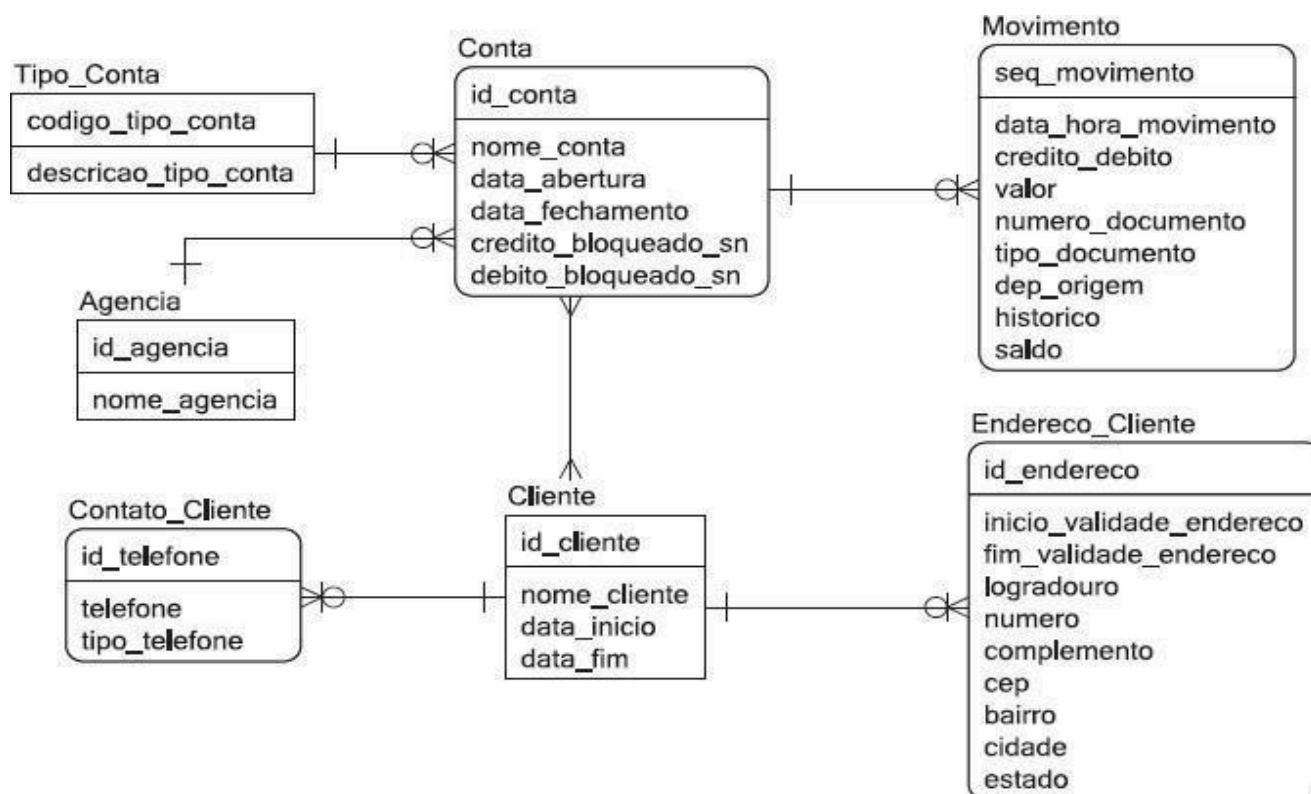 Tipo_Conta
codigo_tipo_conta
descricao_tipo_conta
Conta
id_conta
nome_conta
data_abertura
data_fechamento
credito_bloqueado_sn
debito_bloqueado_sn
Movimento
seq_movimento
data_hora_movimento
credito_debito
valor
numero_documento
tipo_documento
dep_origem
historico
saldo
Agencia
id_agencia
nome_agencia
Contato_Cliente
id_telefone
telefone
tipo_telefone
Cliente
id_cliente
nome_cliente
data_inicio
data_fim
Endereco_Cliente
id_endereco
inicio_validade_endereco
fim_validade_endereco
logradouro
numero
complemento
cep
bairro
cidade
estado